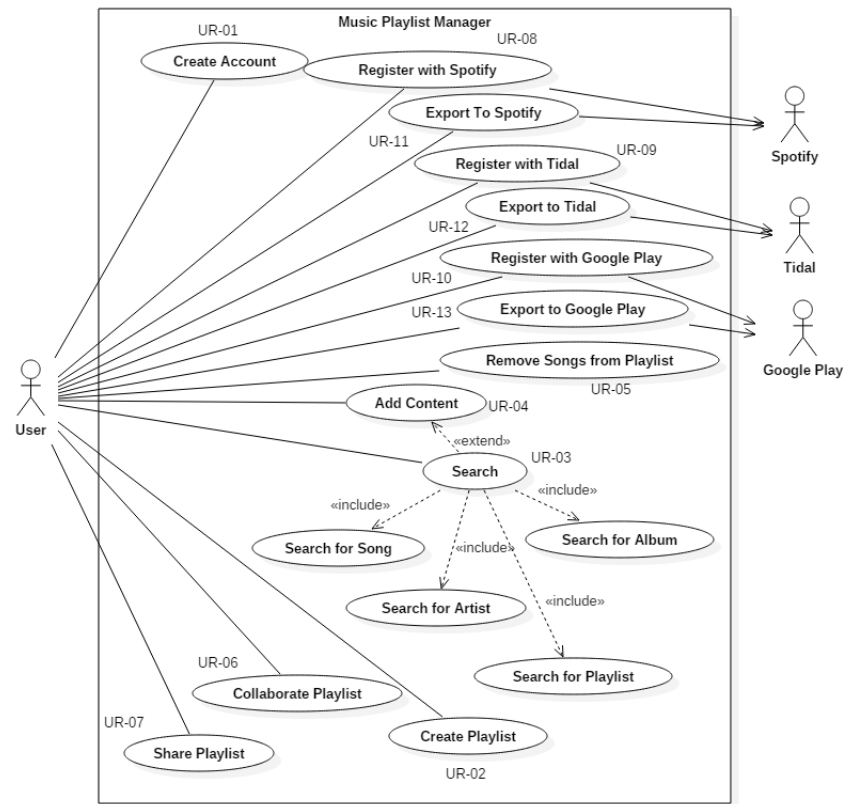 Music Playlist Manager
UR-01
UR-08
Create Account
Register with Spotify
Export To Spotify
UR-11
UR-09
Spotify
Register with Tidal
Export to Tidal
UR-12
Register with Google Play
Tidal
UR-10
Export to Google Play
UR-13
Remove Songs from Playlist
Google Play
UR-05
Add Content
UR-04
User
«extend»
UR-03
Search
«include»
«include»
Search for Song
«include»
Search for Album
Search for Artist
«include»
UR-06
Search for Playlist
Collaborate Playlist
UR-07
Create Playlist
Share Playlist
UR-02